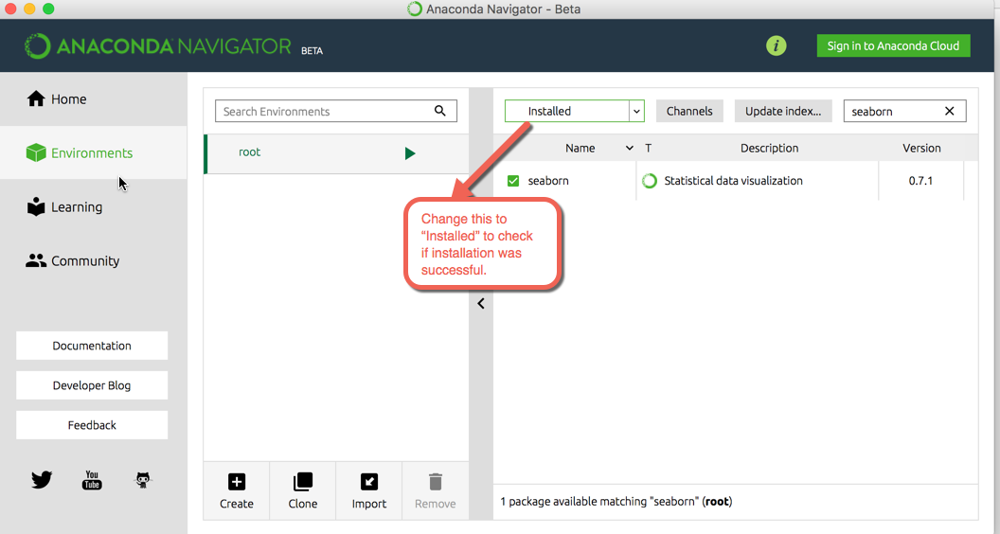 Anaconda Navigator - Beta
ANACONDA NAVIGATOR BETA
i
Sign in to Anaconda Cloud
Home
Environments
Learning
Community
Documentation
Developer Blog
Feedback
You
Tube
Search Environments
root
Create
Clone
Import
Remove
Installed
Channels
Update index...
seaborn
Name
T
Description
Version
seaborn
Statistical data visualization
0.7.1
Change this to
“Installed” to check
if installation was
successful.
1 package available matching "seaborn" (root)